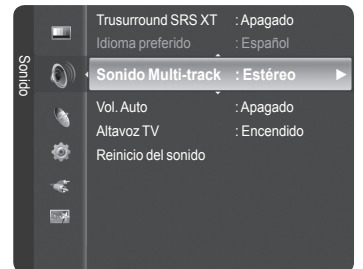 Sonido
Trusurround SRS XT : Apagado
Idioma preferido : Español
Sonido Multi-track : Estéreo
Vol. Auto : Apagado
Altavoz TV : Encendido
Reinicio del sonido